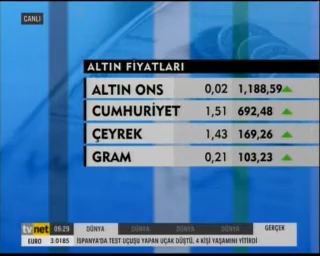 CANLI
ALTIN FİYATLARI
ALTIN ONS 0,02 1,188,59
CUMHURİYET 1,51 692,48
ÇEYREK 1,43 169,26
GRAM 0,21 103,23
tvnet 09:29 DÜNYA DÜNYA DÜNYA DÜNYA GERÇEK
EURO 3.0185 İSPANYA'DA TEST UÇUŞU YAPAN UÇAK DÜŞTÜ, 4 KİŞİ YAŞAMINI YİTİRDİ